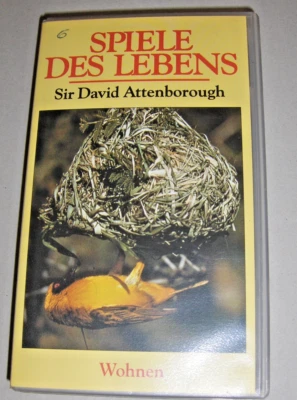 6
SPIELE
DES LEBENS
Sir David Attenborough
Wohnen